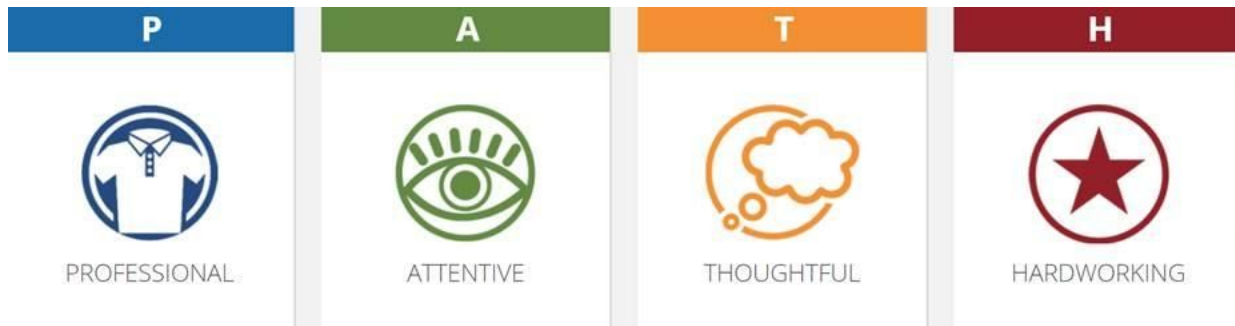 P
PROFESSIONAL
A
ATTENTIVE
T
THOUGHTFUL
H
HARDWORKING